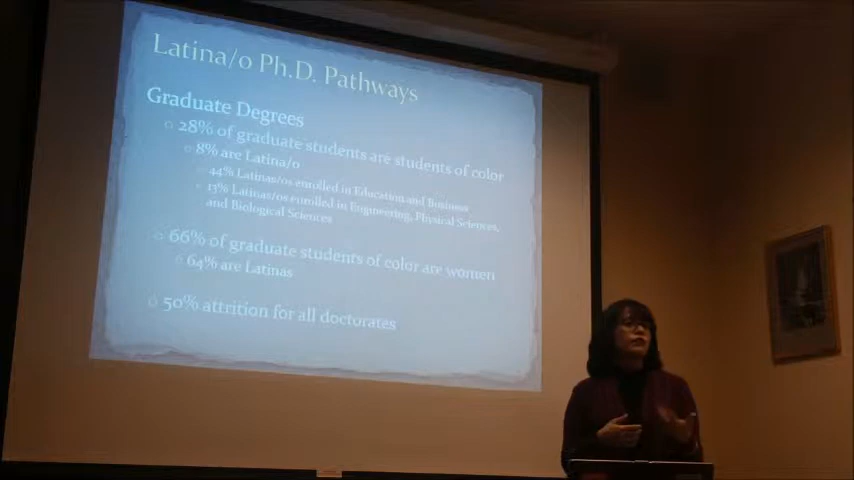 Latina/o Ph.D. Pathways
Graduate Degrees
28% of graduate students are students of color
8% are Latina/o
44% Latinas/os enrolled in Education and Business
13% Latinas/os enrolled in Engineering, Physical Sciences,
and Biological Sciences
66% of graduate students of color are women
64% are Latinas
50% attrition for all doctorates